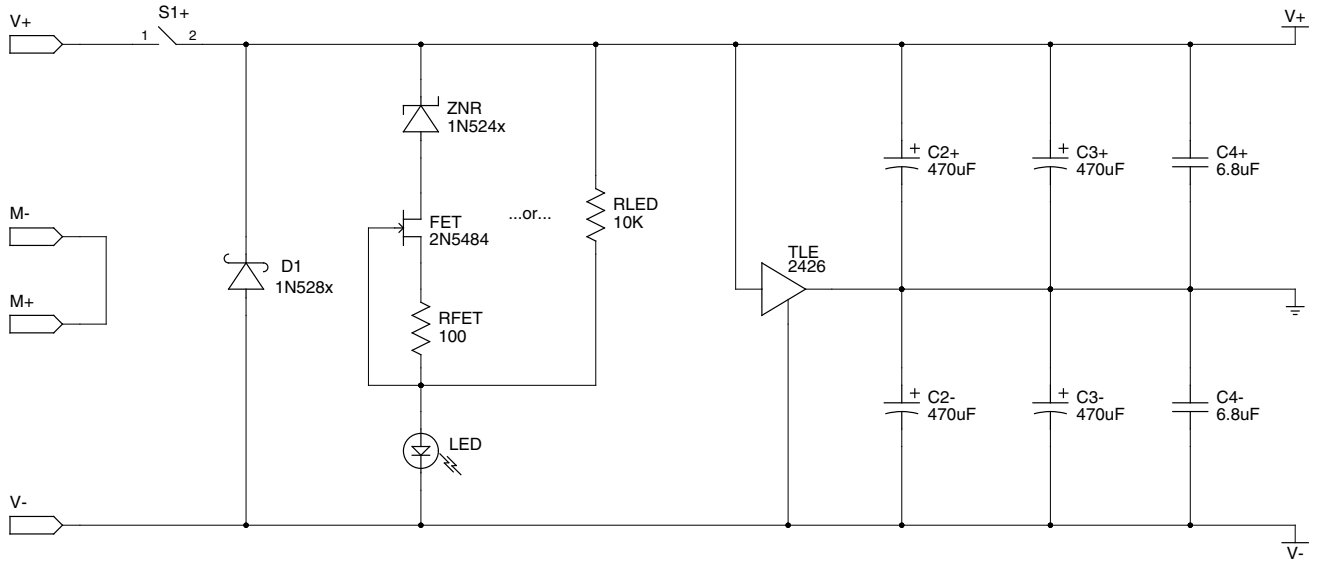 S1+
V+
1 2
V+
ZNR
1N524x
C2+
470uF
C3+
470uF
C4+
6.8uF
M-
FET
2N5484
...or...
RLED
10K
D1
1N528x
TLE
2426
M+
RFET
100
C2-
470uF
C3-
470uF
C4-
6.8uF
LED
V-
V-
+
+
+
+